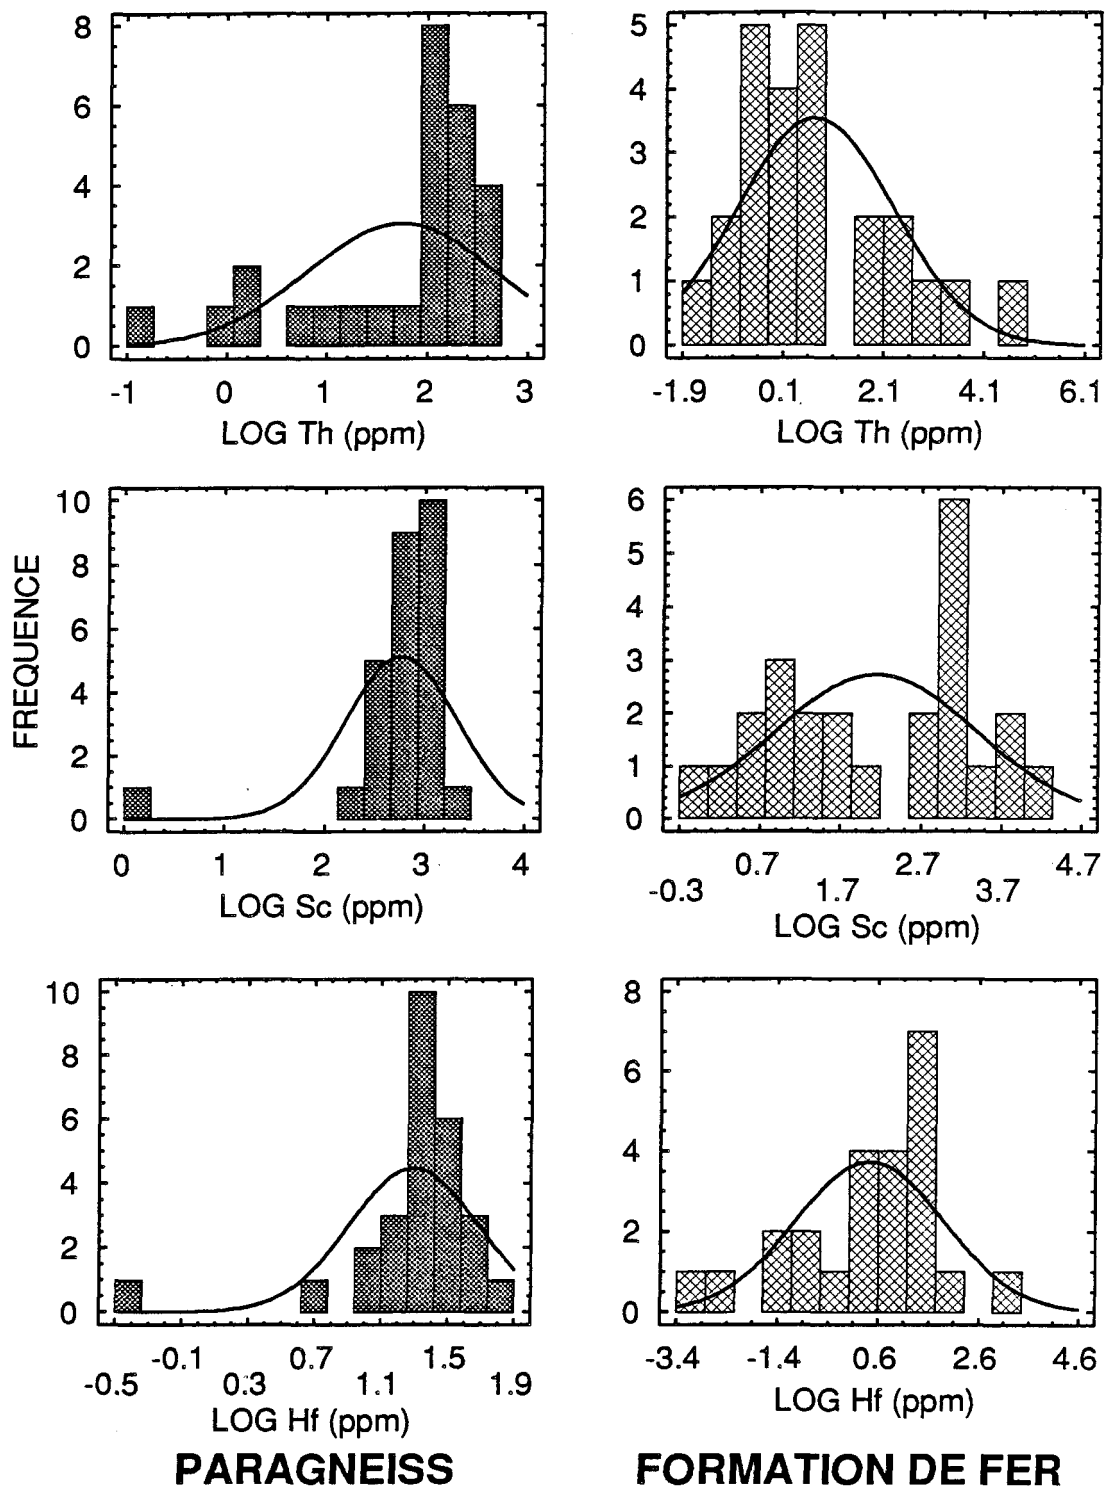 8
6
4
2
0
-1 0 1 2 3
LOG Th (ppm)
5
4
3
2
1
0
-1.9 0.1 2.1 4.1 6.1
LOG Th (ppm)
FREQUENCE
10
8
6
4
2
0
0 1 2 3 4
LOG Sc (ppm)
6
5
4
3
2
1
0
0.7 2.7 4.7
-0.3 1.7 3.7
LOG Sc (ppm)
10
8
6
4
2
0
-0.1 0.7 1.5
-0.5 0.3 1.1 1.9
LOG Hf (ppm)
8
6
4
2
0
-3.4 -1.4 0.6 2.6 4.6
LOG Hf (ppm)
PARAGNEISS
FORMATION DE FER